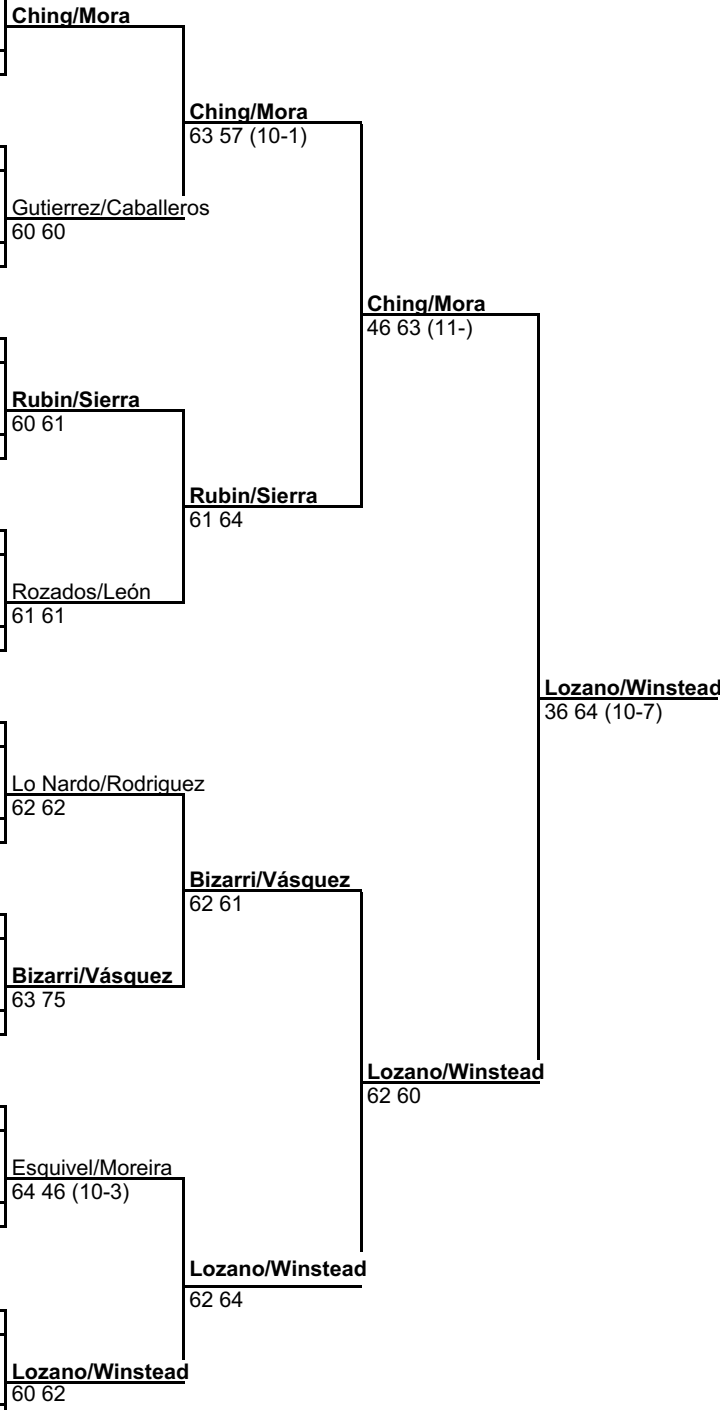 Ching/Mora
Ching/Mora
63 57 (10-1)
Gutierrez/Caballeros
60 60
Ching/Mora
46 63 (11-)
Rubin/Sierra
60 61
Rubin/Sierra
61 64
Rozados/León
61 61
Lozano/Winstead
36 64 (10-7)
Lo Nardo/Rodriguez
62 62
Bizarri/Vásquez
62 61
Bizarri/Vásquez
63 75
Lozano/Winstead
62 60
Esquivel/Moreira
64 46 (10-3)
Lozano/Winstead
62 64
Lozano/Winstead
60 62